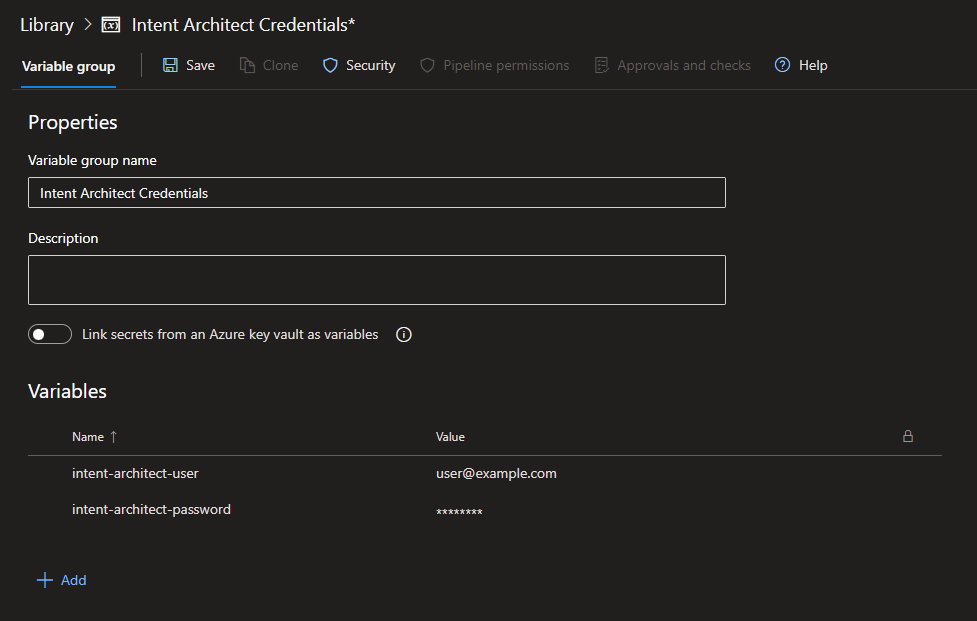 Library > Intent Architect Credentials*
Variable group Save Clone Security Pipeline permissions Approvals and checks Help
Properties
Variable group name
Intent Architect Credentials
Description
Link secrets from an Azure key vault as variables
Variables
Name ↑ Value
intent-architect-user user@example.com
intent-architect-password ********
+ Add